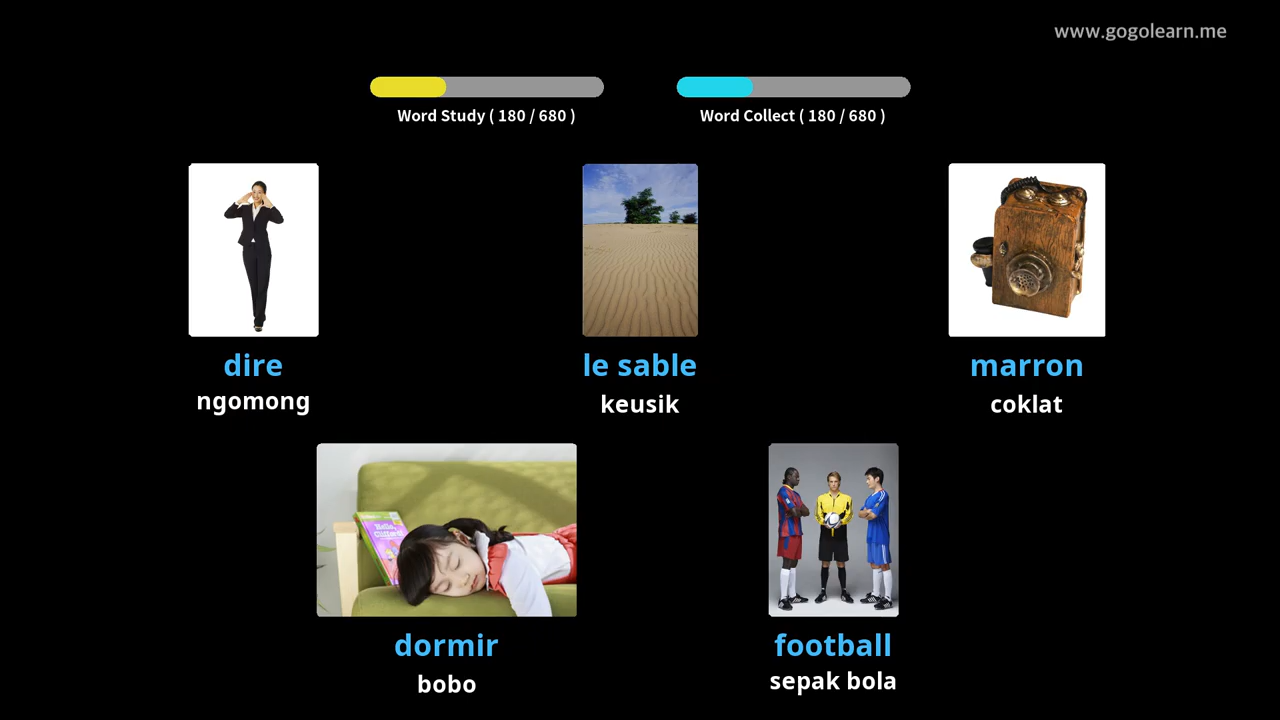 www.gogolearn.me
Word Study ( 180 / 680 )
Word Collect ( 180 / 680 )
dire
ngomong
le sable
keusik
marron
coklat
dormir
bobo
football
sepak bola